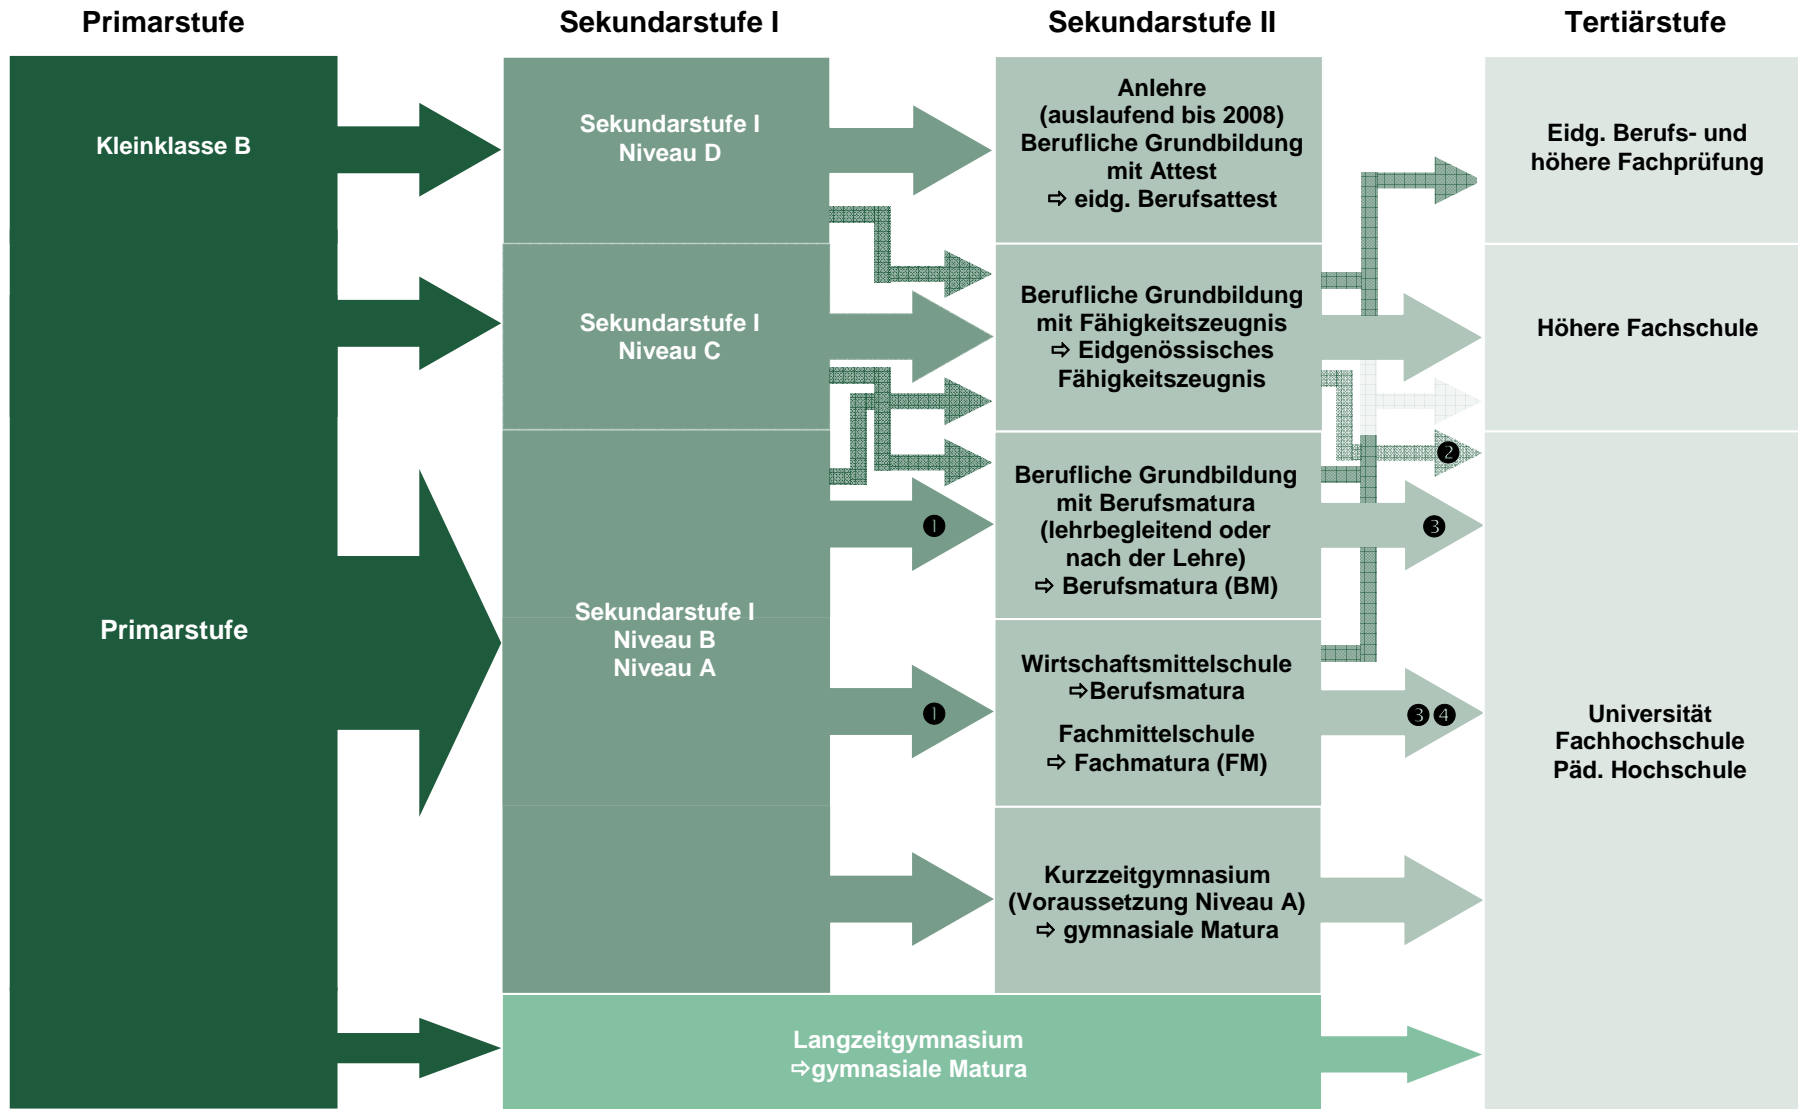 Primarstufe
Sekundarstufe I
Sekundarstufe II
Tertiärstufe
Kleinklasse B
Primarstufe
Sekundarstufe I
Niveau D
Sekundarstufe I
Niveau C
Sekundarstufe I
Niveau B
Niveau A
❶
❶
Anlehre
(auslaufend bis 2008)
Berufliche Grundbildung
mit Attest
⇨ eidg. Berufsattest
Berufliche Grundbildung
mit Fähigkeitszeugnis
⇨ Eidgenössisches
Fähigkeitszeugnis
Berufliche Grundbildung
mit Berufsmatura
(lehrbegleitend oder
nach der Lehre)
⇨ Berufsmatura (BM)
Wirtschaftsmittelschule
⇨Berufsmatura
Fachmittelschule
⇨ Fachmatura (FM)
Kurzzeitgymnasium
(Voraussetzung Niveau A)
⇨ gymnasiale Matura
Langzeitgymnasium
⇨gymnasiale Matura
❷
❸
❸❹
Eidg. Berufs- und
höhere Fachprüfung
Höhere Fachschule
Universität
Fachhochschule
Päd. Hochschule